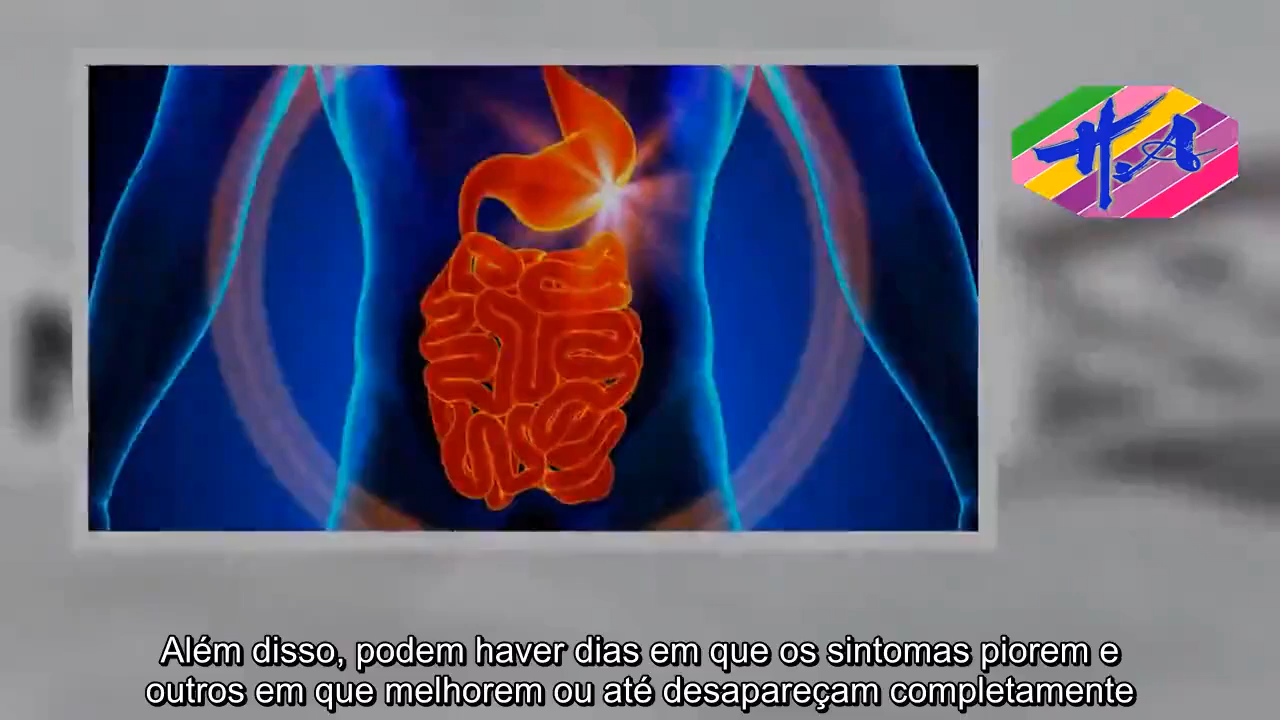 H.A
Além disso, podem haver dias em que os sintomas piorem e
outros em que melhorem ou até desapareçam completamente